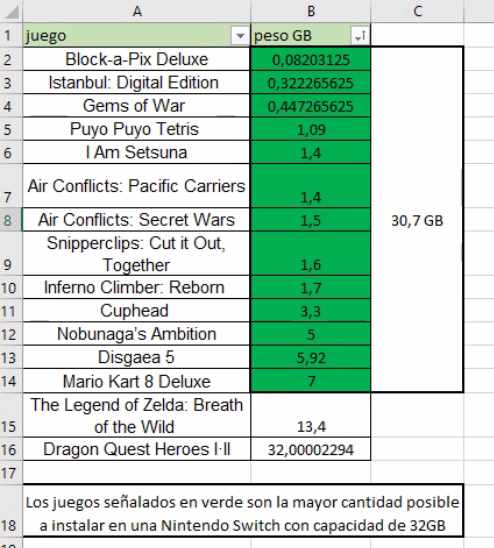 A B C
1 juego peso GB
2 Block-a-Pix Deluxe 0,08203125
3 Istanbul: Digital Edition 0,322265625
4 Gems of War 0,447265625
5 Puyo Puyo Tetris 1,09
6 I Am Setsuna 1,4
7 Air Conflicts: Pacific Carriers 1,4
8 Air Conflicts: Secret Wars 1,5 30,7 GB
Snipperclips: Cut it Out,
9 Together 1,6
10 Inferno Climber: Reborn 1,7
11 Cuphead 3,3
12 Nobunaga's Ambition 5
13 Disgaea 5 5,92
14 Mario Kart 8 Deluxe 7
The Legend of Zelda: Breath
15 of the Wild 13,4
16 Dragon Quest Heroes I·II 32,00002294
17
Los juegos señalados en verde son la mayor cantidad posible
18 a instalar en una Nintendo Switch con capacidad de 32GB